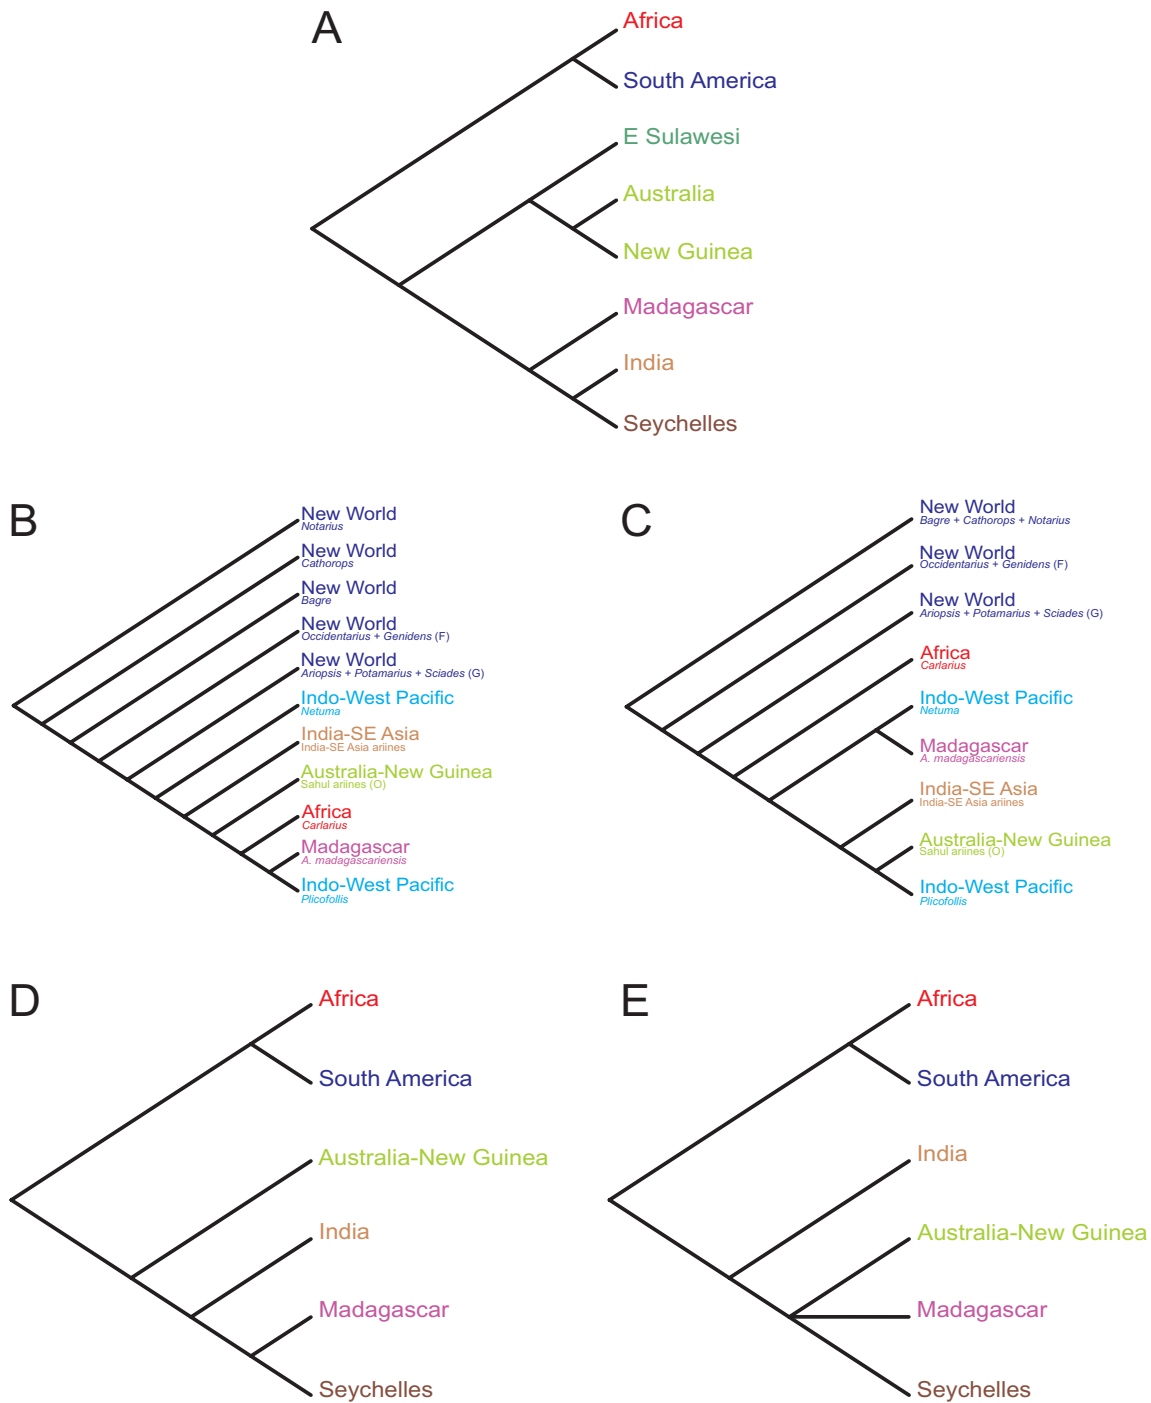 A
Africa
South America
E Sulawesi
Australia
New Guinea
Madagascar
India
Seychelles
B
New World
Notarius
New World
Cathorops
New World
Bagre
New World
Occidentarius + Genidens (F)
New World
Ariopsis + Potamarius + Sciades (G)
Indo-West Pacific
Netuma
India-SE Asia
India-SE Asia ariines
Australia-New Guinea
Sahul ariines (O)
Africa
Carlarius
Madagascar
A. madagascariensis
Indo-West Pacific
Plicofollis
C
New World
Bagre + Cathorops + Notarius
New World
Occidentarius + Genidens (F)
New World
Ariopsis + Potamarius + Sciades (G)
Africa
Carlarius
Indo-West Pacific
Netuma
Madagascar
A. madagascariensis
India-SE Asia
India-SE Asia ariines
Australia-New Guinea
Sahul ariines (O)
Indo-West Pacific
Plicofollis
D
Africa
South America
Australia-New Guinea
India
Madagascar
Seychelles
E
Africa
South America
India
Australia-New Guinea
Madagascar
Seychelles